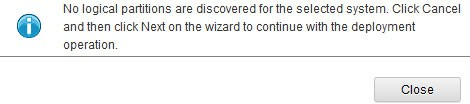 No logical partitions are discovered for the selected system. Click Cancel
and then click Next on the wizard to continue with the deployment
operation.
Close